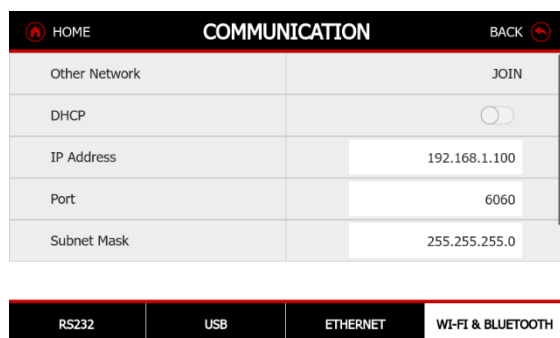 HOME COMMUNICATION BACK
Other Network JOIN
DHCP
IP Address 192.168.1.100
Port 6060
Subnet Mask 255.255.255.0
RS232 USB ETHERNET WI-FI & BLUETOOTH